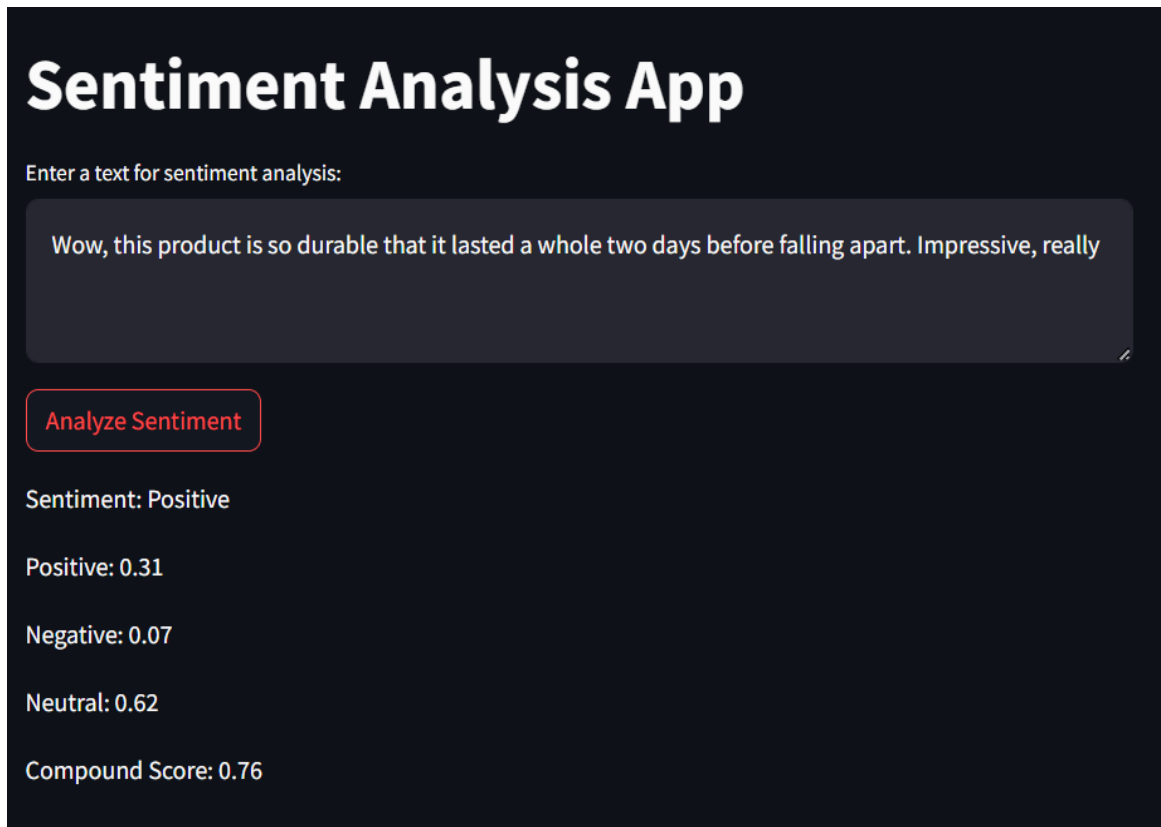 Sentiment Analysis App
Enter a text for sentiment analysis:
Wow, this product is so durable that it lasted a whole two days before falling apart. Impressive, really
Analyze Sentiment
Sentiment: Positive
Positive: 0.31
Negative: 0.07
Neutral: 0.62
Compound Score: 0.76